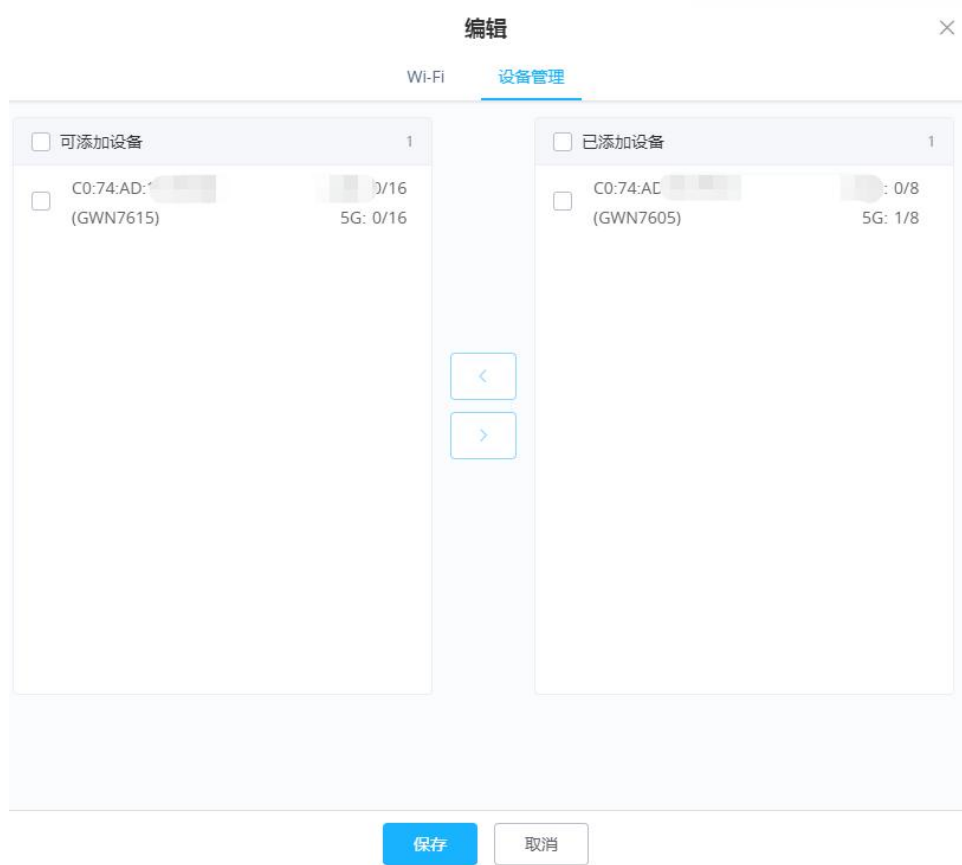 编辑
Wi-Fi 设备管理
可添加设备 1
C0:74:AD: 0/16
(GWN7615) 5G: 0/16
已添加设备 1
C0:74:AD : 0/8
(GWN7605) 5G: 1/8
保存 取消